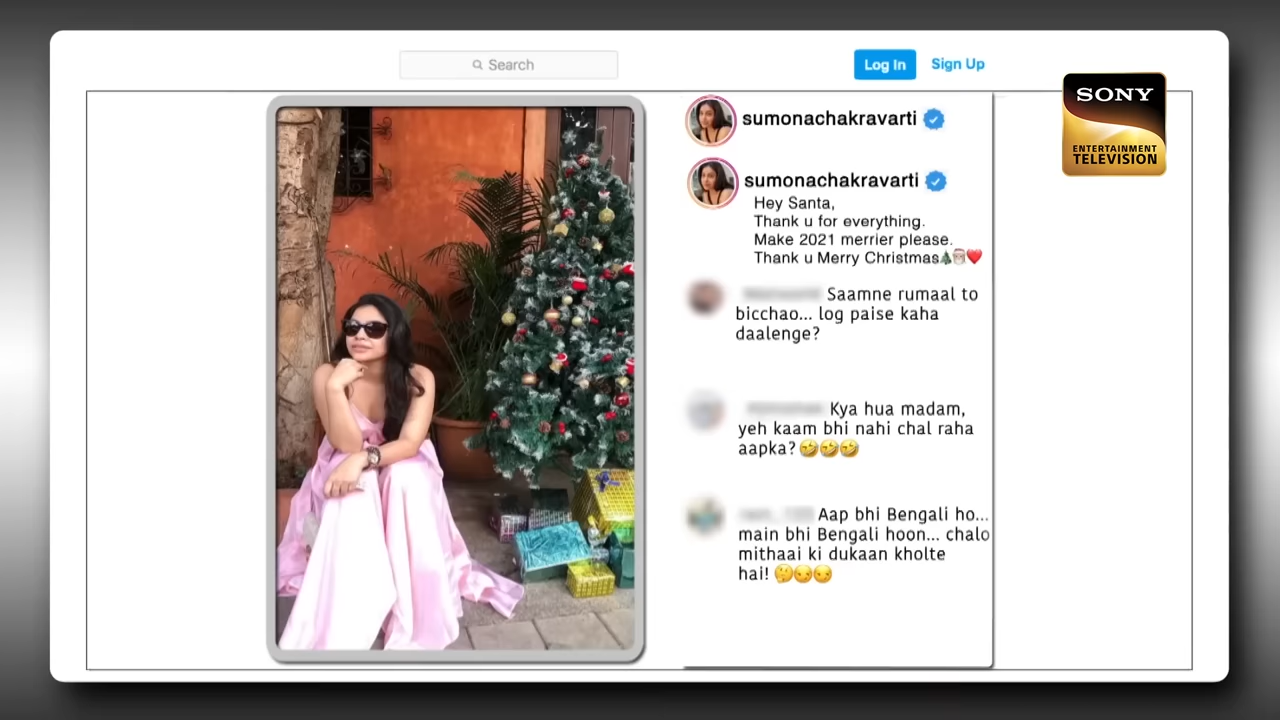 Search
Log In
Sign Up
SONY
ENTERTAINMENT
TELEVISION
sumonachakravarti
sumonachakravarti
Hey Santa,
Thank u for everything.
Make 2021 merrier please.
Thank u Merry Christmas🎄🎅❤️
Saamne rumaal to
bicchao... log paise kaha
daalenge?
Kya hua madam,
yeh kaam bhi nahi chal raha
aapka? 🤣🤣🤣
Aap bhi Bengali ho...
main bhi Bengali hoon... chalo
mithaai ki dukaan kholte
hai! 🤔😏😏